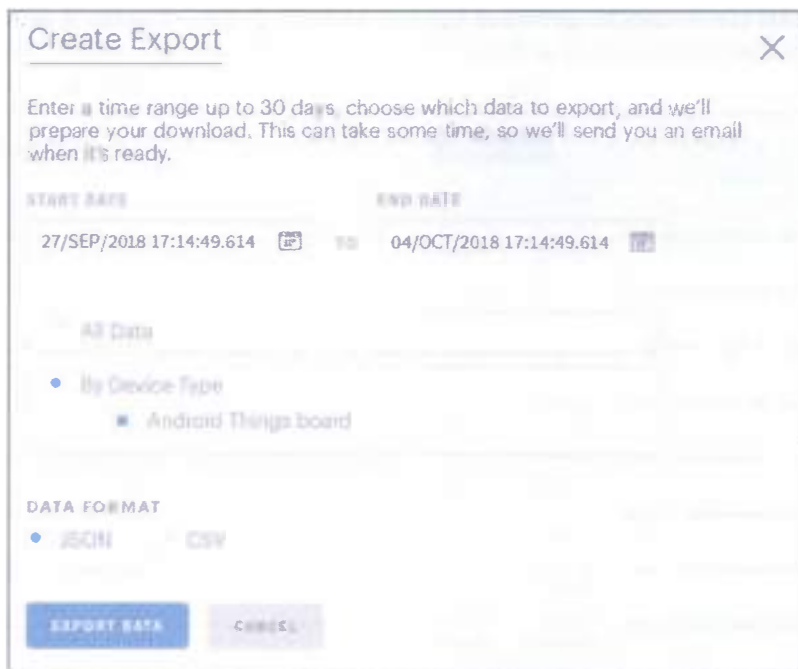 Create Export
Enter a time range up to 30 days, choose which data to export, and we'll
prepare your download. This can take some time, so we'll send you an email
when it's ready.
START DATE END DATE
27/SEP/2018 17:14:49.614 TO 04/OCT/2018 17:14:49.614
All Data
By Device Type
Android Things board
DATA FORMAT
JSON CSV
EXPORT DATA CANCEL